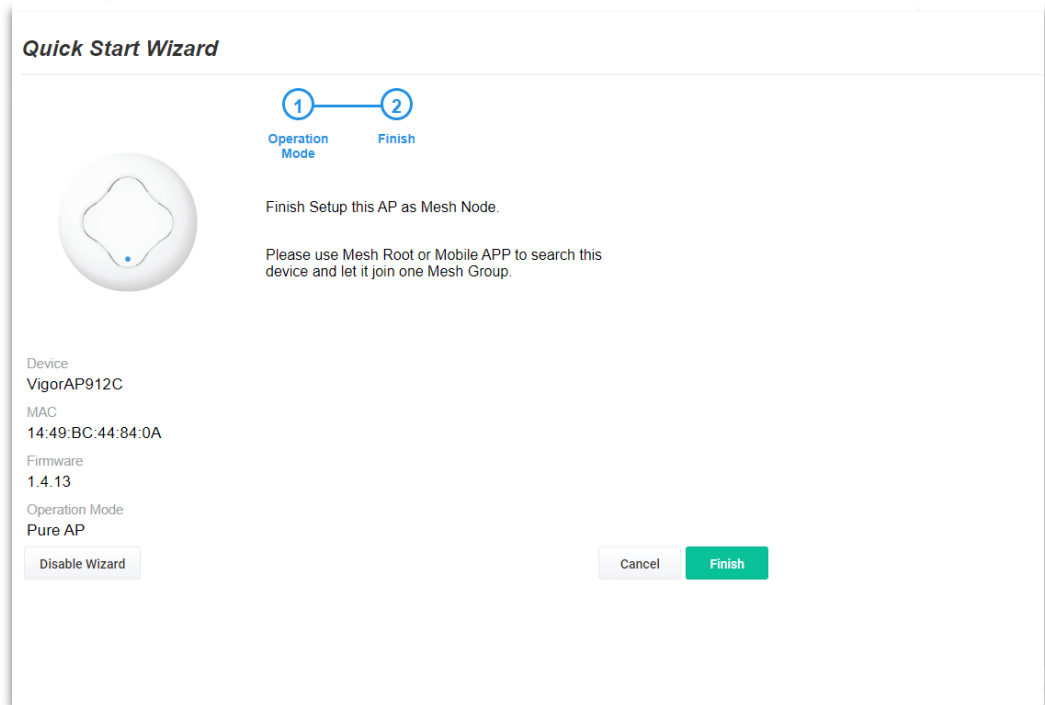 Quick Start Wizard
1
2
Operation
Mode
Finish
Finish Setup this AP as Mesh Node.
Please use Mesh Root or Mobile APP to search this
device and let it join one Mesh Group.
Device
VigorAP912C
MAC
14:49:BC:44:84:0A
Firmware
1.4.13
Operation Mode
Pure AP
Disable Wizard
Cancel
Finish